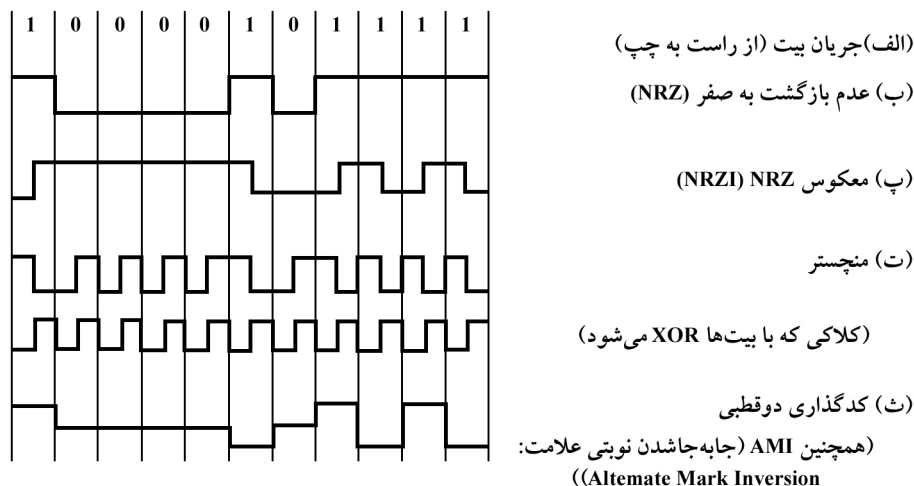 1 0 0 0 0 1 0 1 1 1 1
(الف)جریان بیت (از راست به چپ)
(ب) عدم بازگشت به صفر (NRZ)
(پ) معکوس NRZ (NRZI)
(ت) منچستر
(کلاکی که با بیت‌ها XOR می‌شود)
(ث) کدگذاری دوقطبی
(همچنین AMI (جابه‌جاشدن نوبتی علامت:
((Altemate Mark Inversion